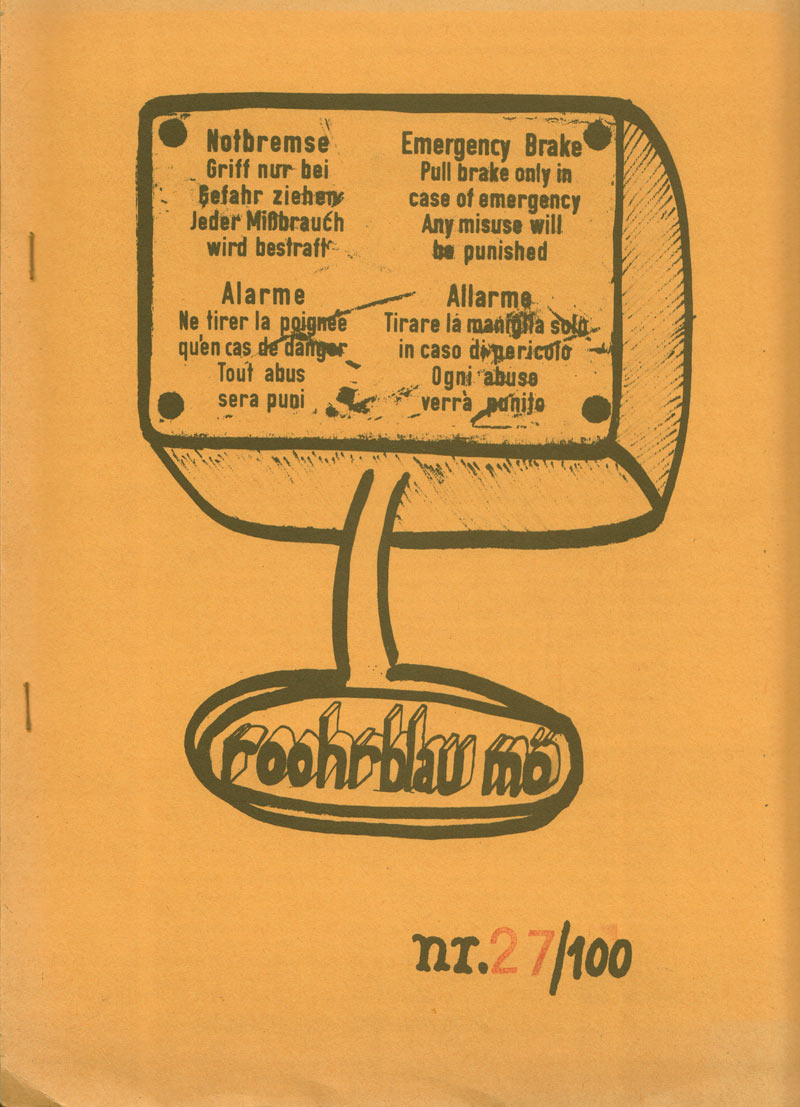 Notbremse
Griff nur bei
Gefahr ziehen
Jeder Mißbrauch
wird bestraft
Emergency Brake
Pull brake only in
case of emergency
Any misuse will
be punished
Alarme
Ne tirer la poignée
qu'en cas de danger
Tout abus
sera puni
Allarme
Tirare la maniglia solo
in caso di pericolo
Ogni abuso
verrà punito
roohrblau mö
nr.27/100